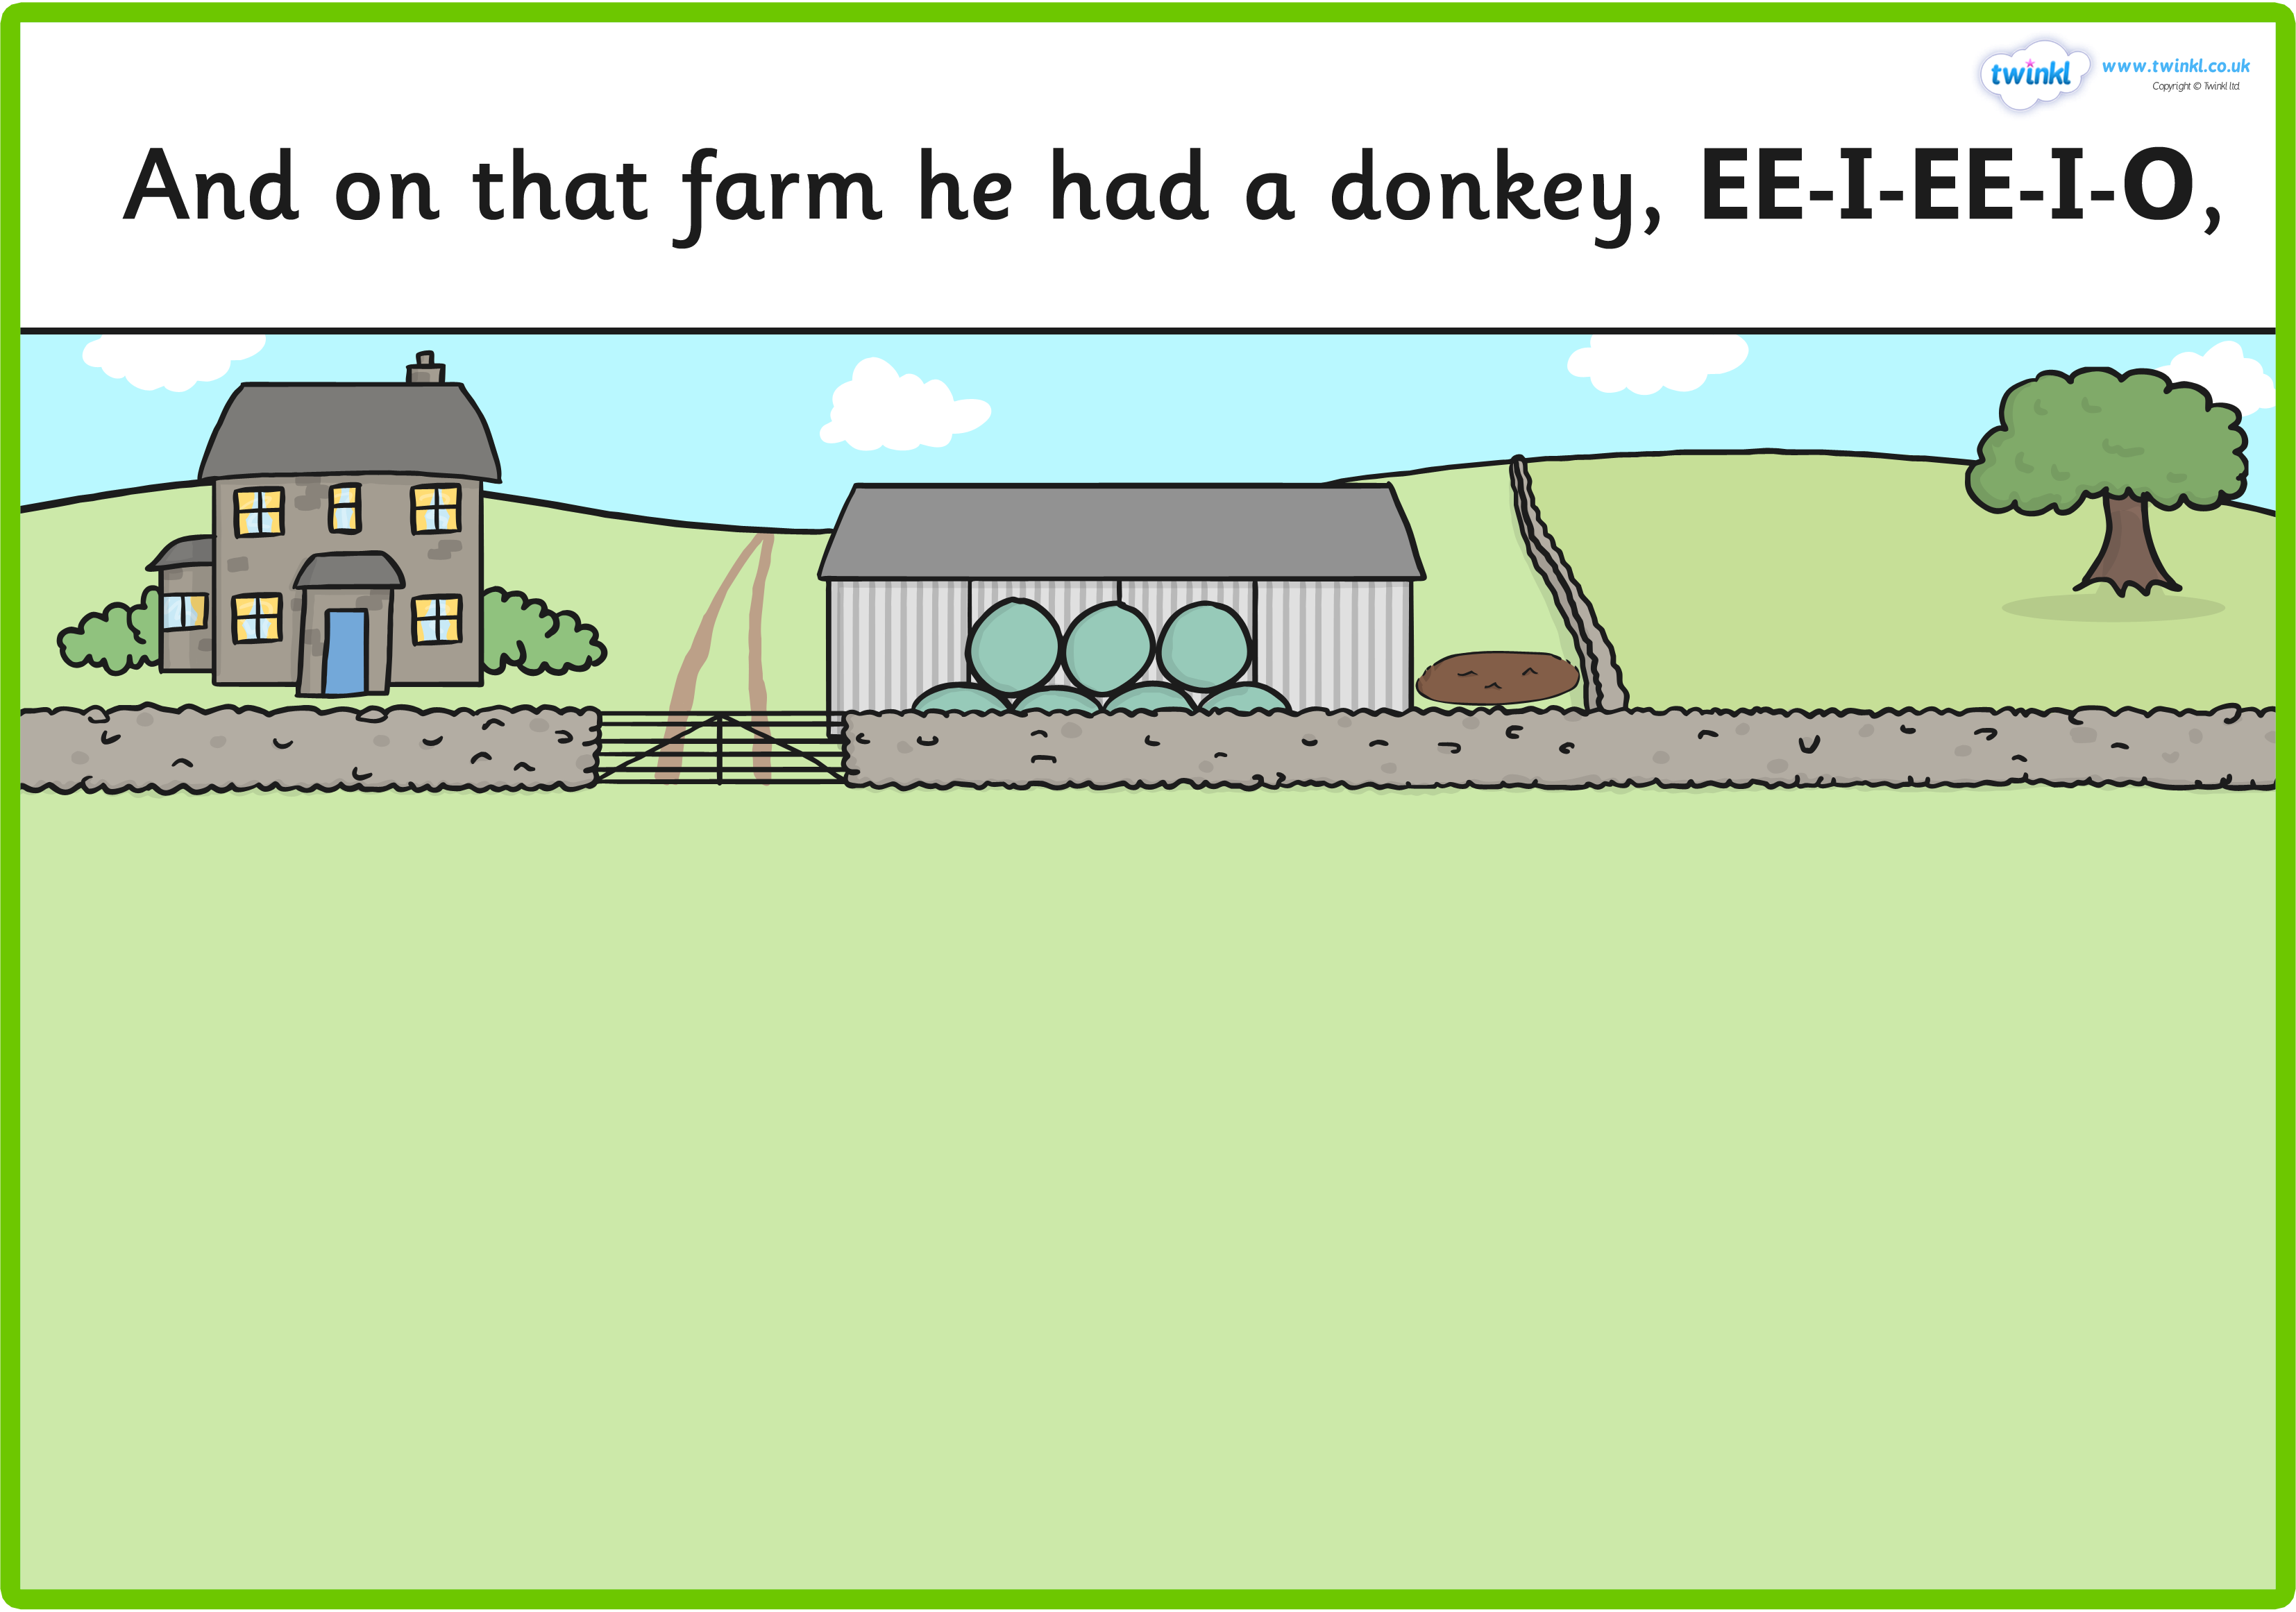 twinkl www.twinkl.co.uk
Copyright © Twinkl ltd.
And on that farm he had a donkey, EE-I-EE-I-O,